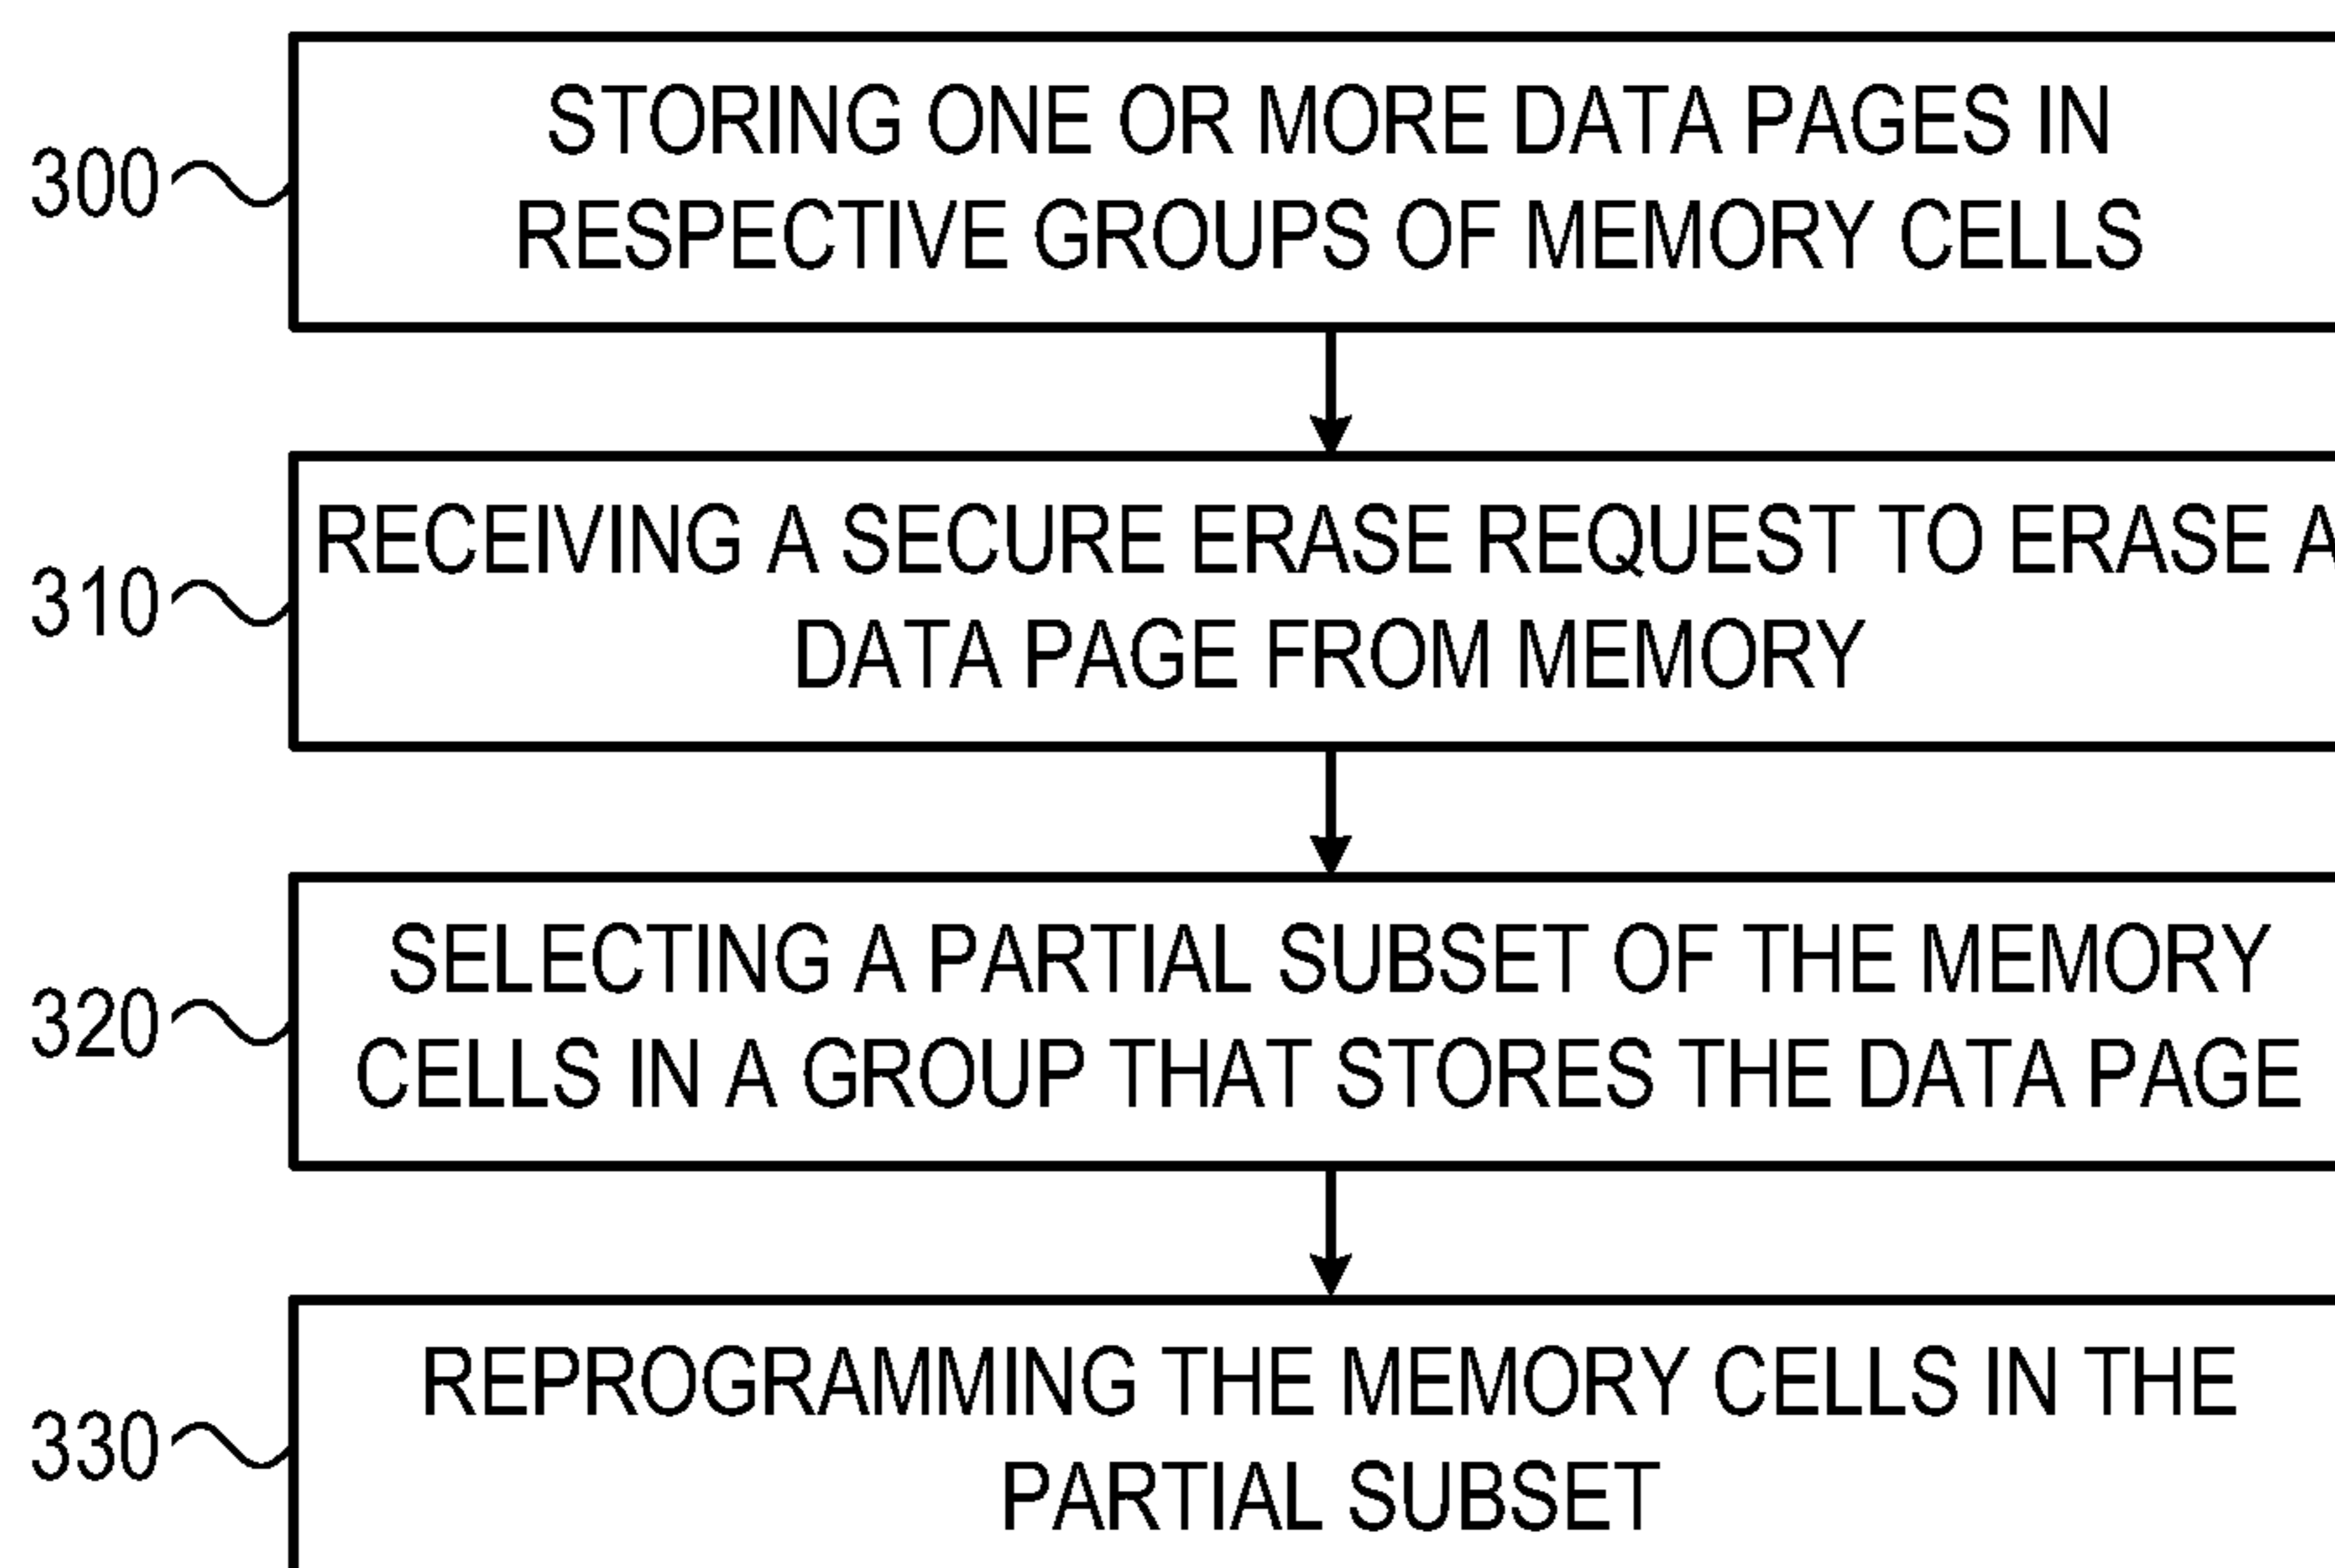 STORING ONE OR MORE DATA PAGES IN
300
RESPECTIVE GROUPS OF MEMORY CELLS
RECEIVING A SECURE ERASE REQUEST TO ERASE A
310
DATA PAGE FROM MEMORY
SELECTING A PARTIAL SUBSET OF THE MEMORY
320
CELLS IN A GROUP THAT STORES THE DATA PAGE
REPROGRAMMING THE MEMORY CELLS IN THE
330
PARTIAL SUBSET